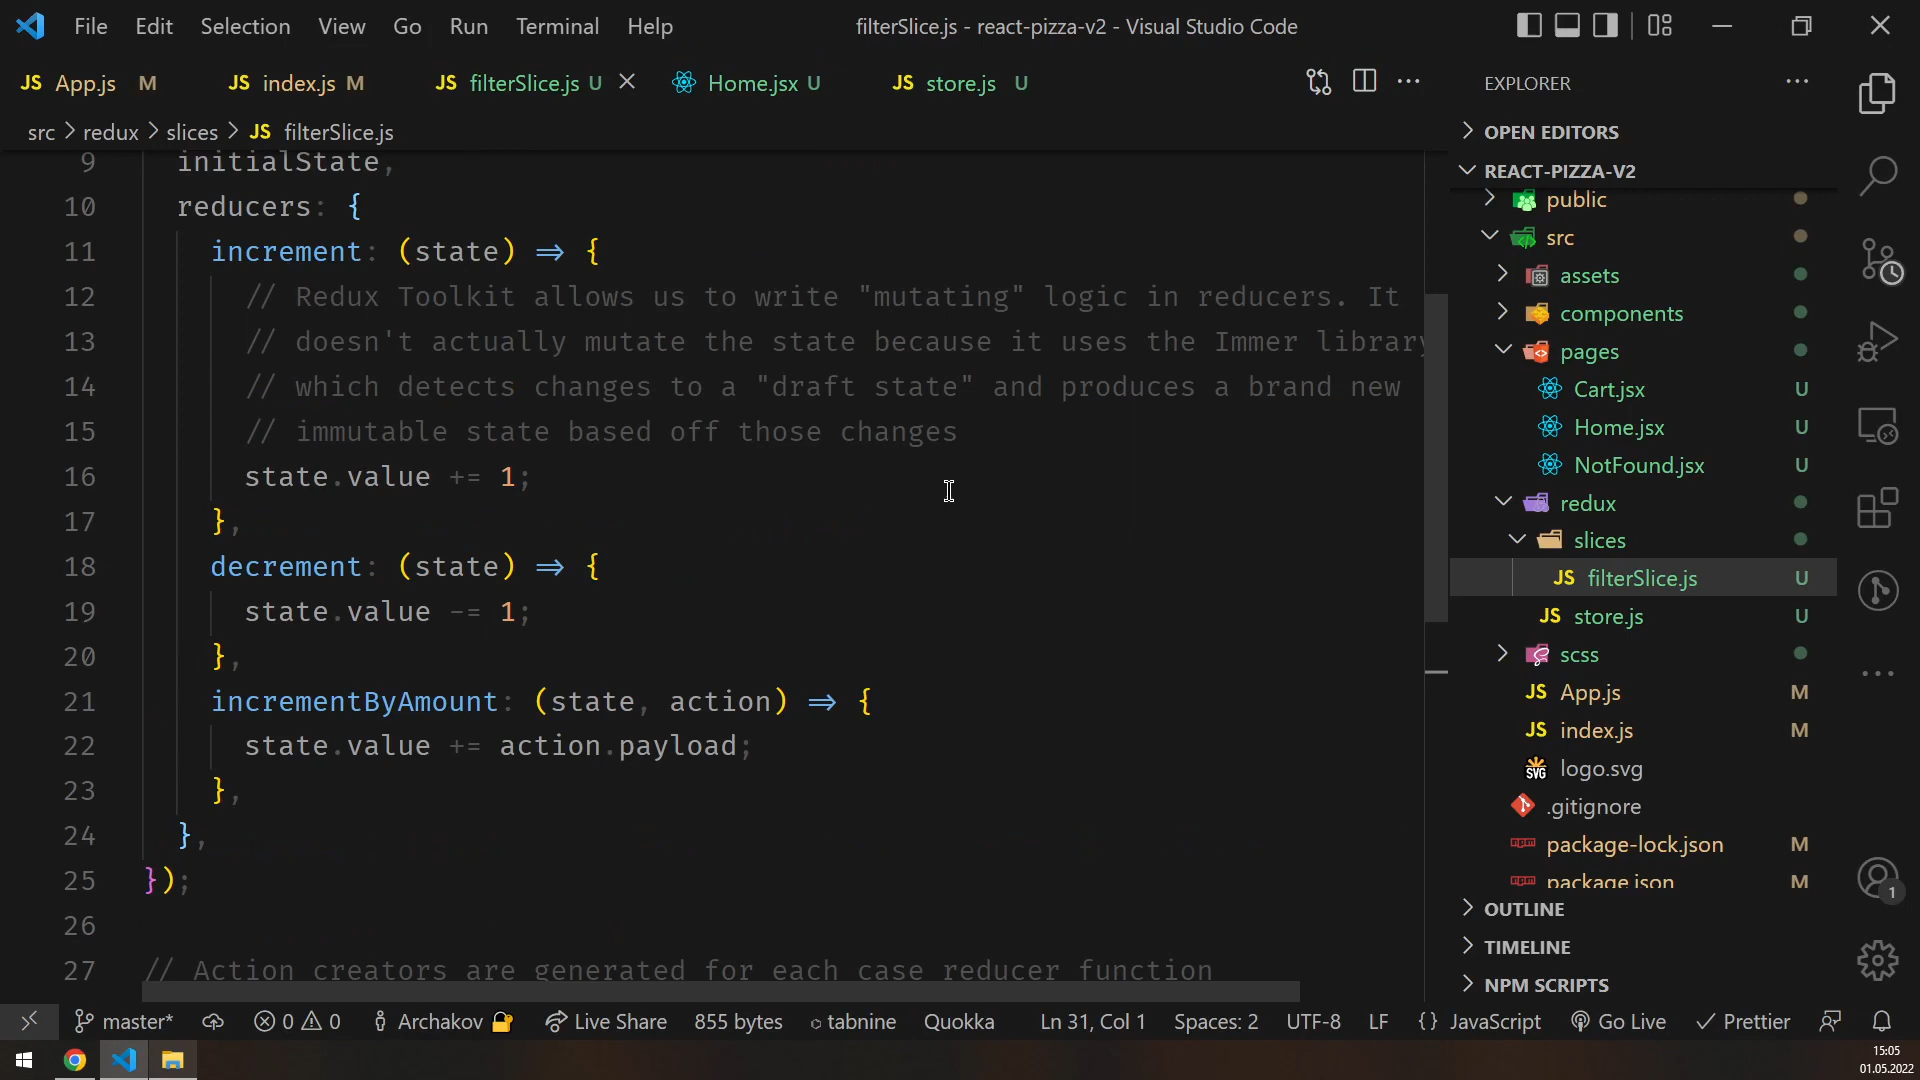 File Edit Selection View Go Run Terminal Help filterSlice.js - react-pizza-v2 - Visual Studio Code
JS App.js M JS index.js M JS filterSlice.js U Home.jsx U JS store.js U
src > redux > slices > JS filterSlice.js
9 initialState,
10 reducers: {
11 increment: (state) => {
12 // Redux Toolkit allows us to write "mutating" logic in reducers. It
13 // doesn't actually mutate the state because it uses the Immer library
14 // which detects changes to a "draft state" and produces a brand new
15 // immutable state based off those changes
16 state.value += 1;
17 },
18 decrement: (state) => {
19 state.value -= 1;
20 },
21 incrementByAmount: (state, action) => {
22 state.value += action.payload;
23 },
24 },
25 });
26
27 // Action creators are generated for each case reducer function
EXPLORER
OPEN EDITORS
REACT-PIZZA-V2
public
src
assets
components
pages
Cart.jsx U
Home.jsx U
NotFound.jsx U
redux
slices
JS filterSlice.js U
JS store.js U
scss
JS App.js M
JS index.js M
SVG logo.svg
.gitignore
package-lock.json M
package.json M
OUTLINE
TIMELINE
NPM SCRIPTS
1
master* 0 0 Archakov Live Share 855 bytes tabnine Quokka Ln 31, Col 1 Spaces: 2 UTF-8 LF {} JavaScript Go Live Prettier
15:05
01.05.2022